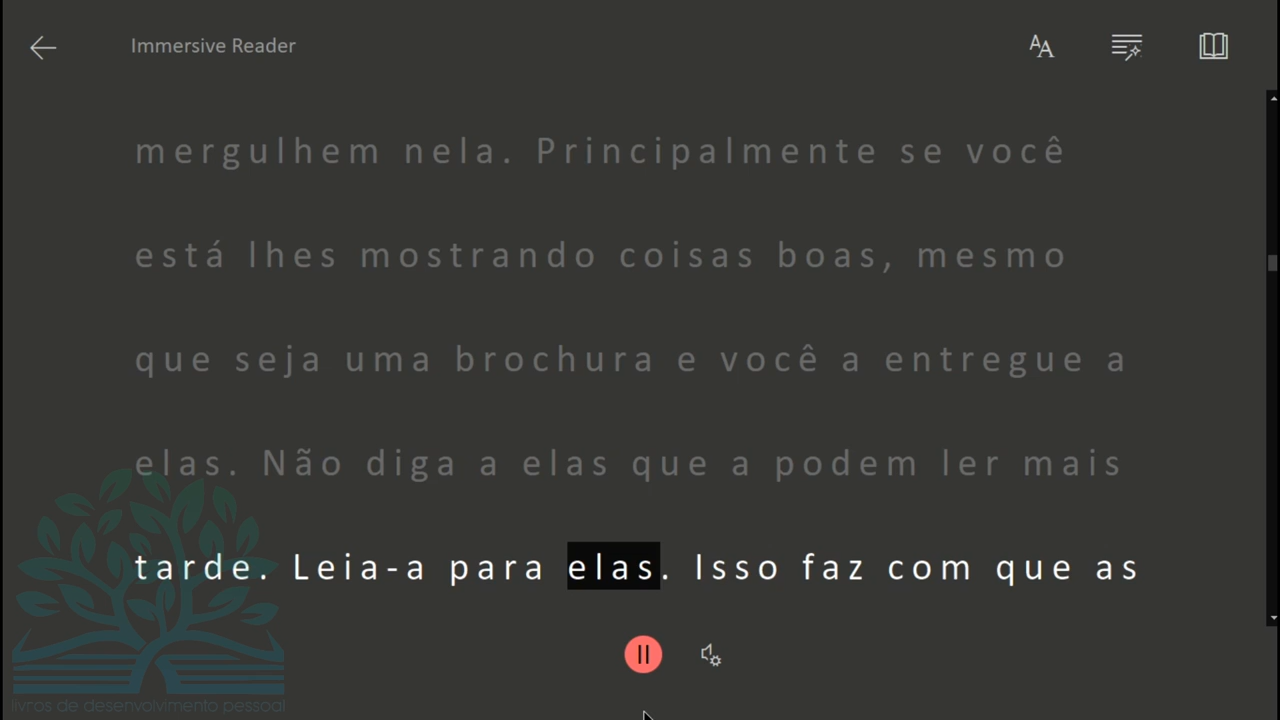 Immersive Reader
mergulhem nela. Principalmente se você
está lhes mostrando coisas boas, mesmo
que seja uma brochura e você a entregue a
elas. Não diga a elas que a podem ler mais
tarde. Leia-a para elas. Isso faz com que as
livros de desenvolvimento pessoal